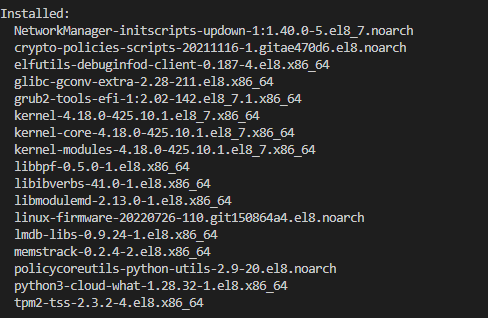 Installed:
NetworkManager-initscripts-updown-1:1.40.0-5.el8_7.noarch
crypto-policies-scripts-20211116-1.gitae470d6.el8.noarch
elfutils-debuginfod-client-0.187-4.el8.x86_64
glibc-gconv-extra-2.28-211.el8.x86_64
grub2-tools-efi-1:2.02-142.el8_7.1.x86_64
kernel-4.18.0-425.10.1.el8_7.x86_64
kernel-core-4.18.0-425.10.1.el8_7.x86_64
kernel-modules-4.18.0-425.10.1.el8_7.x86_64
libbpf-0.5.0-1.el8.x86_64
libibverbs-41.0-1.el8.x86_64
libmodulemd-2.13.0-1.el8.x86_64
linux-firmware-20220726-110.git150864a4.el8.noarch
lmdb-libs-0.9.24-1.el8.x86_64
memstrack-0.2.4-2.el8.x86_64
policycoreutils-python-utils-2.9-20.el8.noarch
python3-cloud-what-1.28.32-1.el8.x86_64
tpm2-tss-2.3.2-4.el8.x86_64